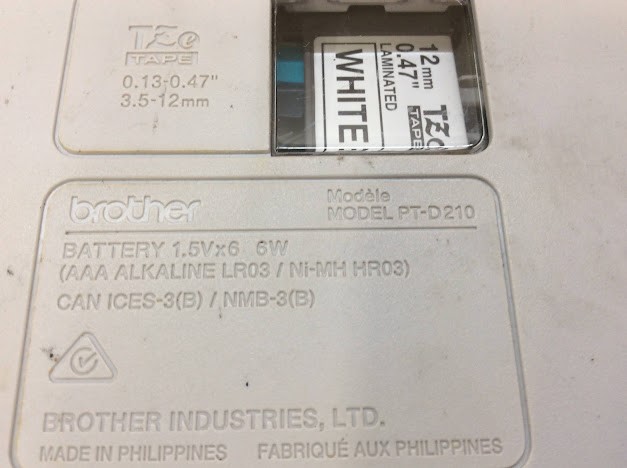 TZe
TAPE
0.13-0.47"
3.5-12mm
12mm
0.47"
LAMINATED
WHITE
TZe
TAPE
brother
Modèle
MODEL PT-D210
BATTERY 1.5Vx6 6W
(AAA ALKALINE LR03 / Ni-MH HR03)
CAN ICES-3(B) / NMB-3(B)
BROTHER INDUSTRIES, LTD.
MADE IN PHILIPPINES FABRIQUÉ AUX PHILIPPINES